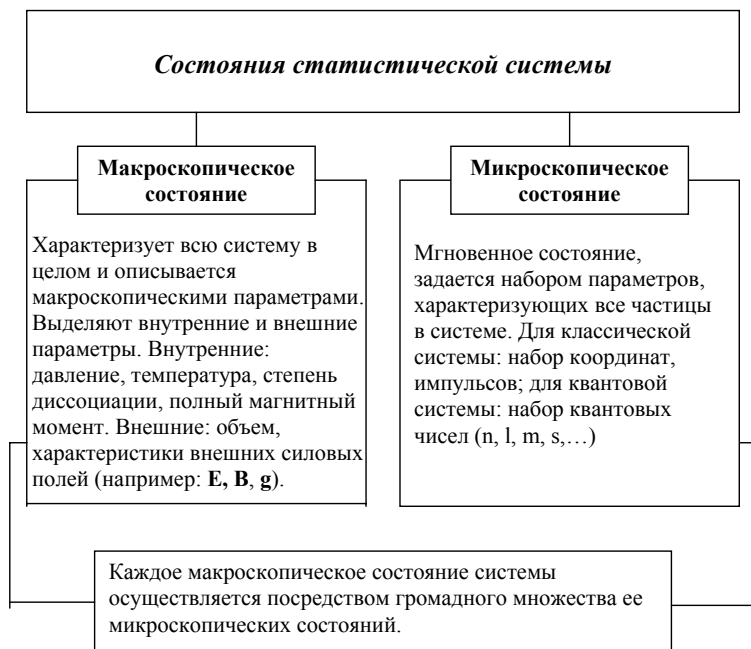 Состояния статистической системы
Макроскопическое
состояние
Характеризует всю систему в
целом и описывается
макроскопическими параметрами.
Выделяют внутренние и внешние
параметры. Внутренние:
давление, температура, степень
диссоциации, полный магнитный
момент. Внешние: объем,
характеристики внешних силовых
полей (например: E, B, g).
Микроскопическое
состояние
Мгновенное состояние,
задается набором параметров,
характеризующих все частицы
в системе. Для классической
системы: набор координат,
импульсов; для квантовой
системы: набор квантовых
чисел (n, l, m, s,…)
Каждое макроскопическое состояние системы
осуществляется посредством громадного множества ее
микроскопических состояний.